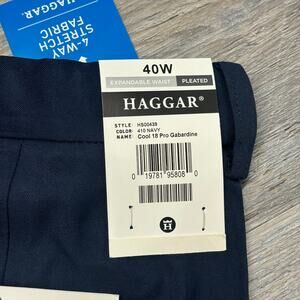 HAGGAR.
4-WAY
STRETCH
FABRIC
40W
EXPANDABLE WAIST PLEATED
HAGGAR®
STYLE: HS00439
COLOR: 410 NAVY
NAME: Cool 18 Pro Gabardine
0 19781 95808 0
H